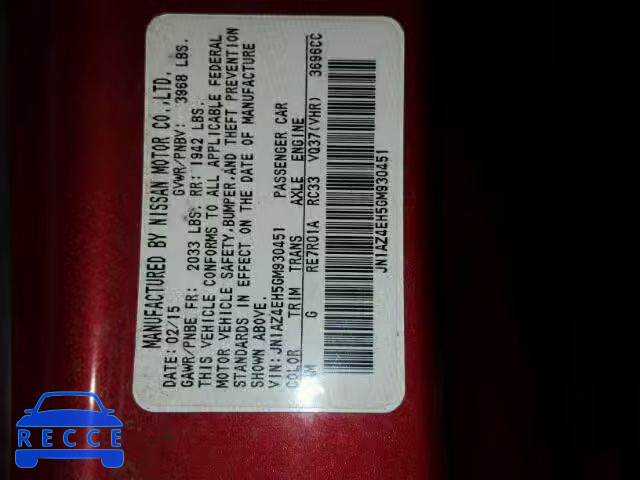 MANUFACTURED BY NISSAN MOTOR CO.,LTD.
DATE: 02/15 GVWR/PNBV: 3968 LBS.
GAWR/PNBE FR: 2033 LBS. RR: 1942 LBS.
THIS VEHICLE CONFORMS TO ALL APPLICABLE FEDERAL
MOTOR VEHICLE SAFETY,BUMPER,AND THEFT PREVENTION
STANDARDS IN EFFECT ON THE DATE OF MANUFACTURE
SHOWN ABOVE.
VIN: JN1AZ4EH5GM930451 PASSENGER CAR
COLOR TRIM TRANS AXLE ENGINE
G RE7R01A RC33 VQ37(VHR) 3696CC
JN1AZ4EH5GM930451
RECCE